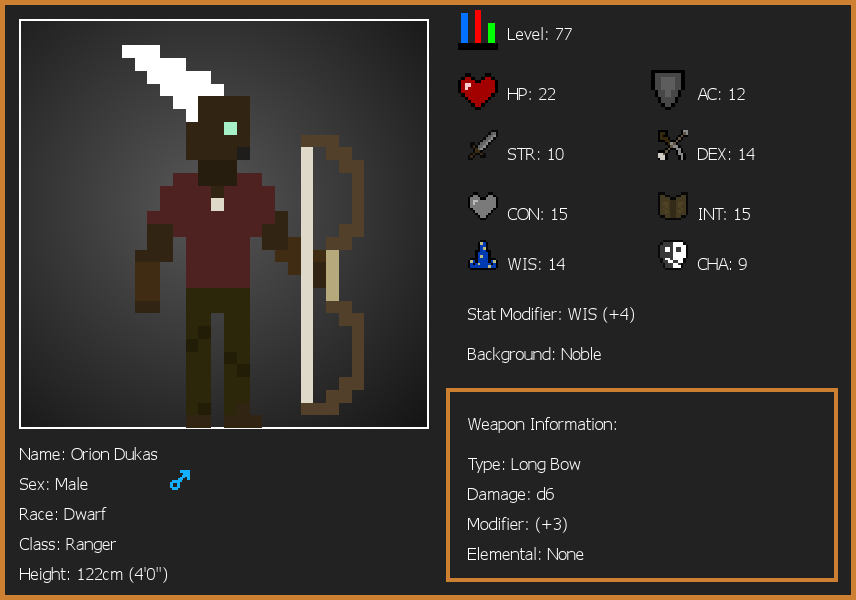 Level: 77
HP: 22
AC: 12
STR: 10
DEX: 14
CON: 15
INT: 15
WIS: 14
CHA: 9
Stat Modifier: WIS (+4)
Background: Noble
Weapon Information:
Type: Long Bow
Damage: d6
Modifier: (+3)
Elemental: None
Name: Orion Dukas
Sex: Male
Race: Dwarf
Class: Ranger
Height: 122cm (4'0")